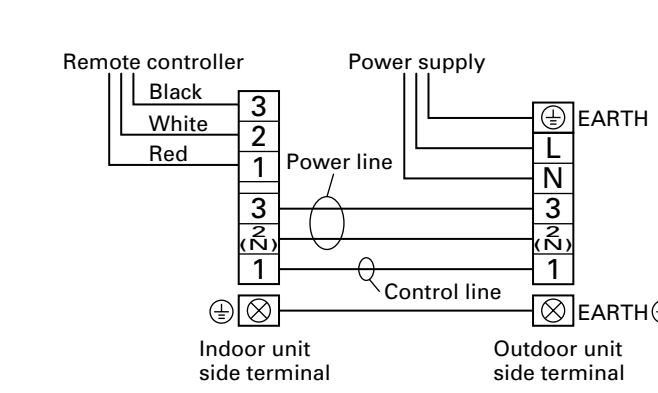 Remote controller
Power supply
Black
White
Red
3
2
1
3
2
(N)
1
Power line
Control line
EARTH
L
N
3
2
(N)
1
EARTH
Indoor unit
side terminal
Outdoor unit
side terminal